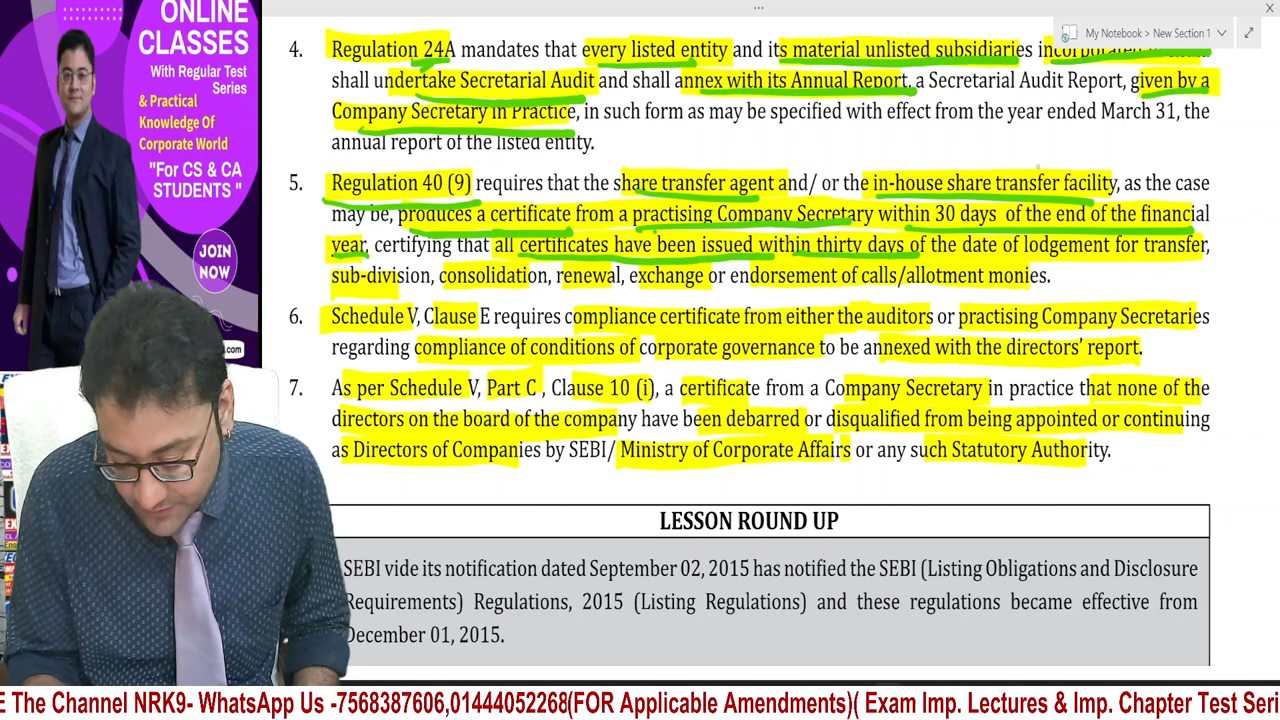 ONLINE
CLASSES
With Regular Test
Series
& Practical
Knowledge Of
Corporate World
"For CS & CA
STUDENTS "
JOIN
NOW
.com
My Notebook > New Section 1
4. Regulation 24A mandates that every listed entity and its material unlisted subsidiaries incorporated
shall undertake Secretarial Audit and shall annex with its Annual Report, a Secretarial Audit Report, given by a
Company Secretary in Practice, in such form as may be specified with effect from the year ended March 31, the
annual report of the listed entity.
5. Regulation 40 (9) requires that the share transfer agent and/ or the in-house share transfer facility, as the case
may be, produces a certificate from a practising Company Secretary within 30 days of the end of the financial
year, certifying that all certificates have been issued within thirty days of the date of lodgement for transfer,
sub-division, consolidation, renewal, exchange or endorsement of calls/allotment monies.
6. Schedule V, Clause E requires compliance certificate from either the auditors or practising Company Secretaries
regarding compliance of conditions of corporate governance to be annexed with the directors' report.
7. As per Schedule V, Part C , Clause 10 (i), a certificate from a Company Secretary in practice that none of the
directors on the board of the company have been debarred or disqualified from being appointed or continuing
as Directors of Companies by SEBI/ Ministry of Corporate Affairs or any such Statutory Authority.
LESSON ROUND UP
SEBI vide its notification dated September 02, 2015 has notified the SEBI (Listing Obligations and Disclosure
Requirements) Regulations, 2015 (Listing Regulations) and these regulations became effective from
December 01, 2015.
E The Channel NRK9- WhatsApp Us -7568387606,01444052268(FOR Applicable Amendments)( Exam Imp. Lectures & Imp. Chapter Test Seri